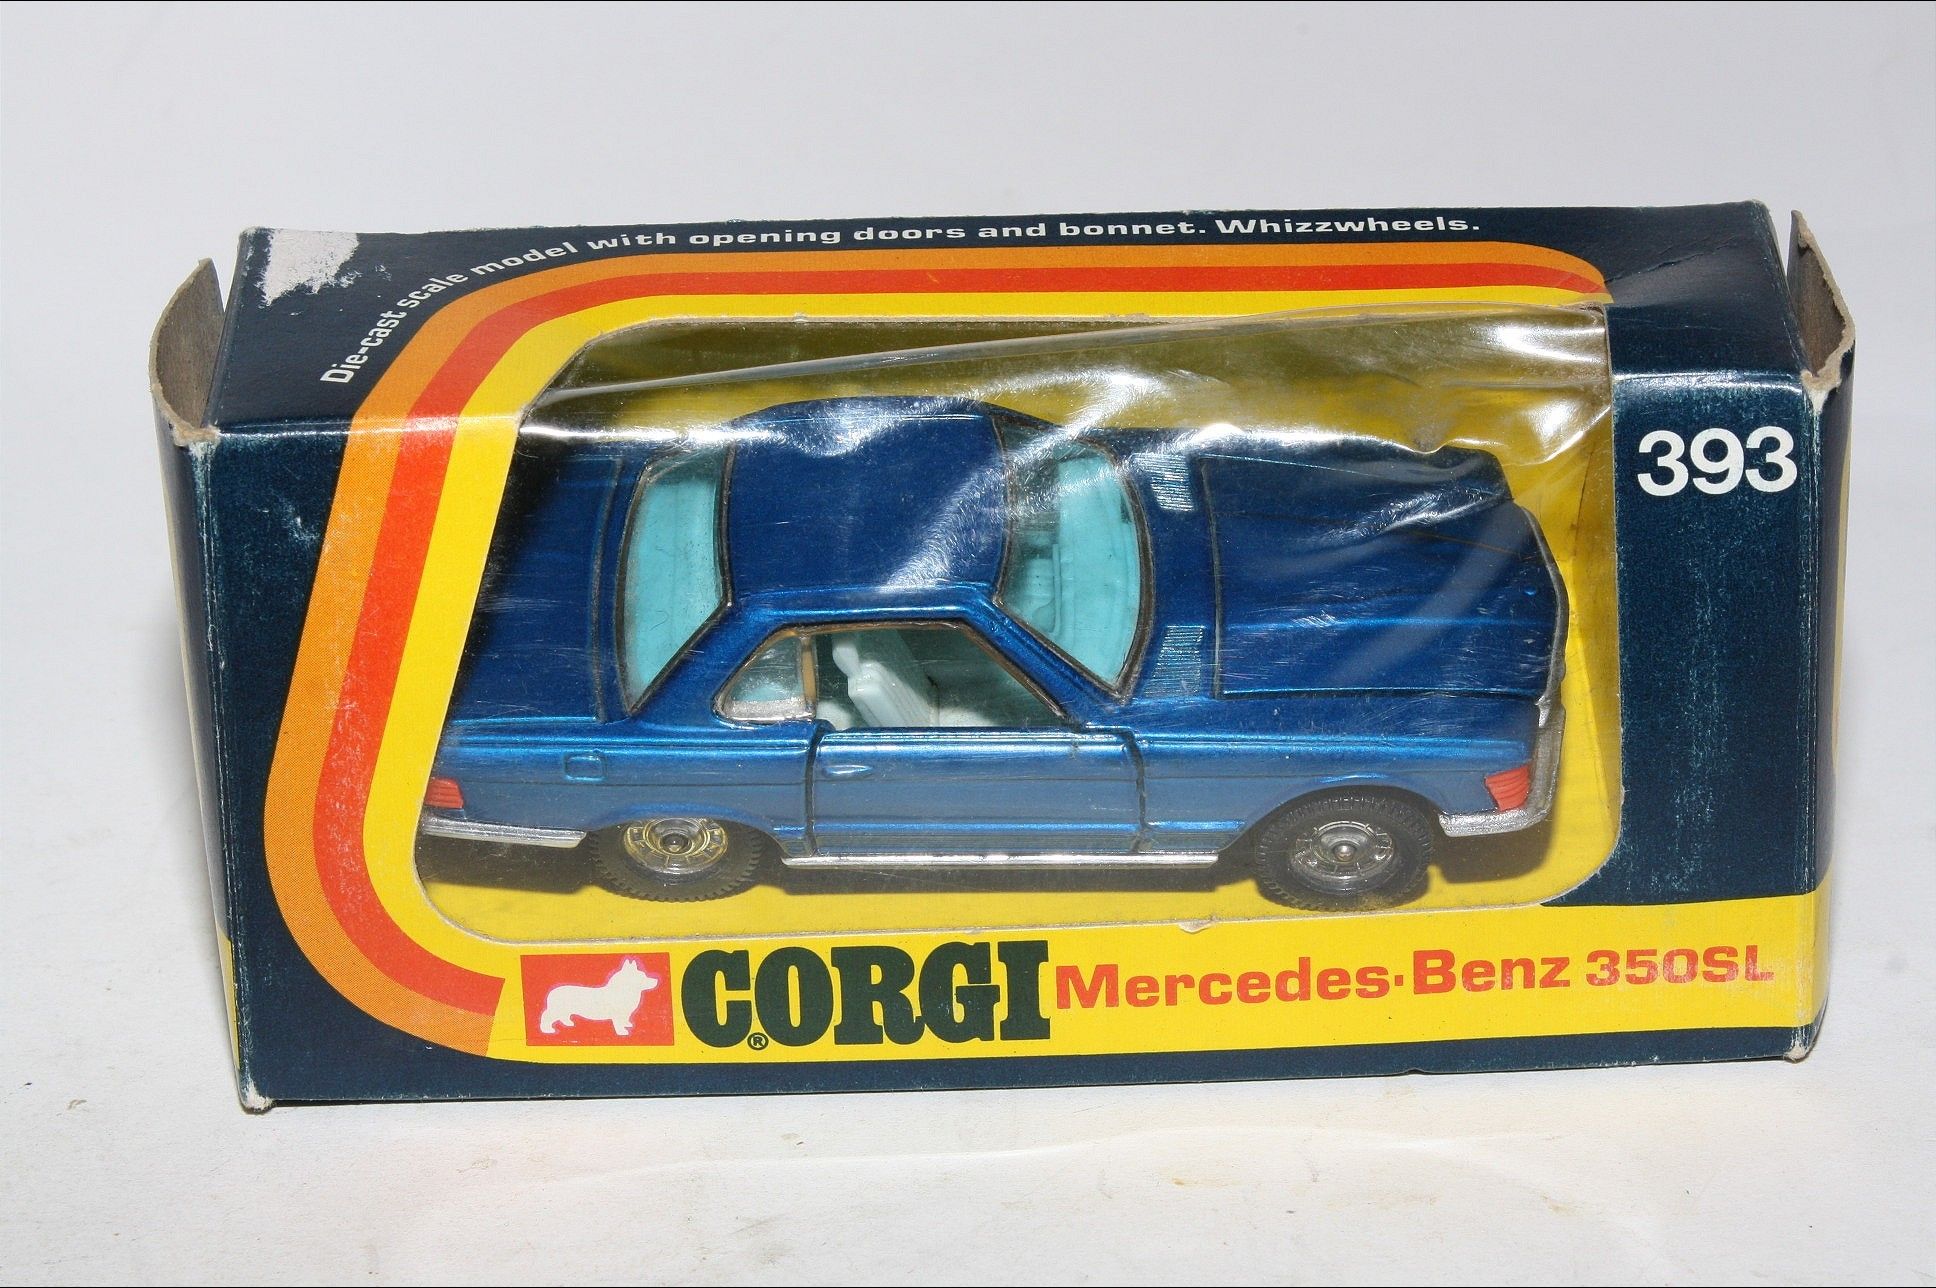 Die-cast scale model with opening doors and bonnet. Whizzwheels.
393
CORGI®
Mercedes·Benz 350SL